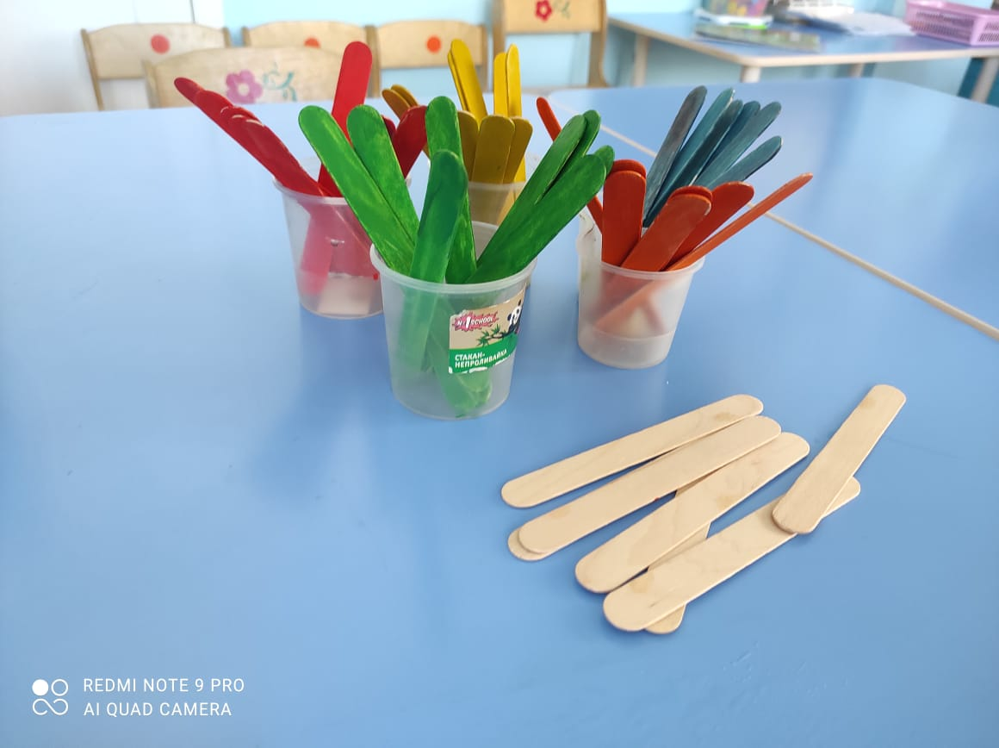 №1 SCHOOL
СТАКАН-
НЕПРОЛИВАЙКА
REDMI NOTE 9 PRO
AI QUAD CAMERA